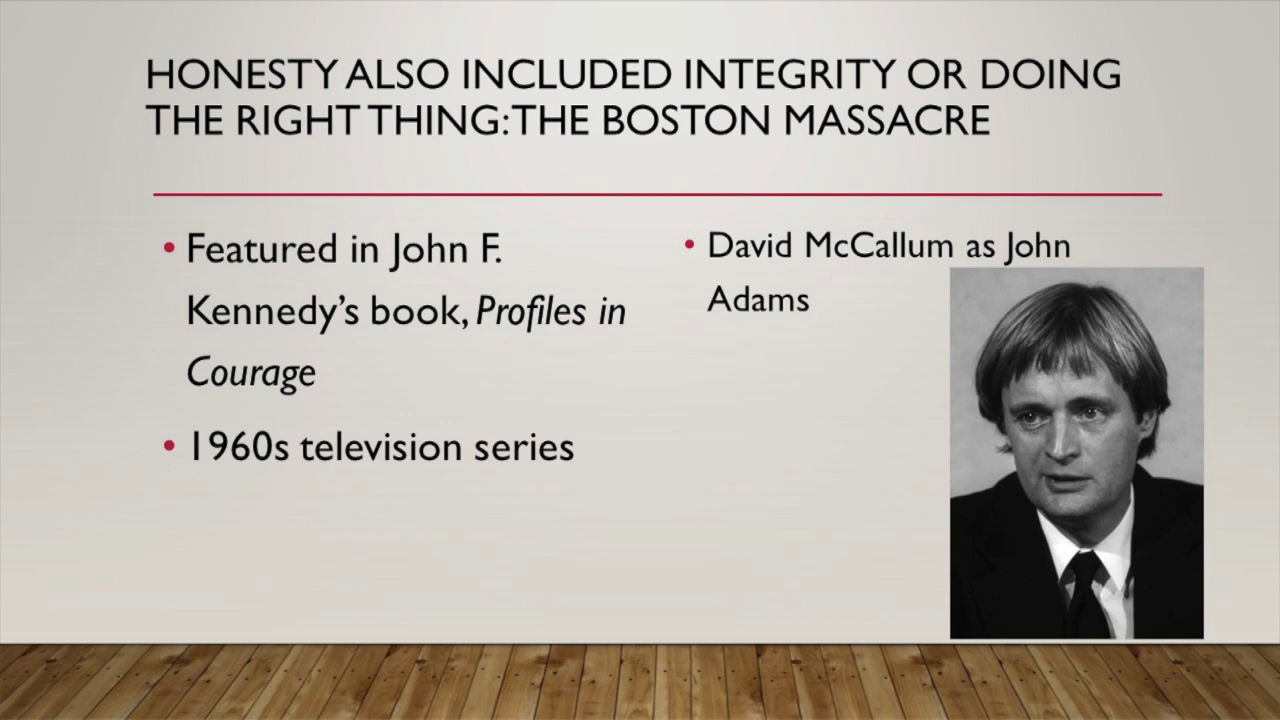 HONESTY ALSO INCLUDED INTEGRITY OR DOING
THE RIGHT THING:THE BOSTON MASSACRE
• Featured in John F.
Kennedy’s book, Profiles in
Courage
• 1960s television series
• David McCallum as John
Adams